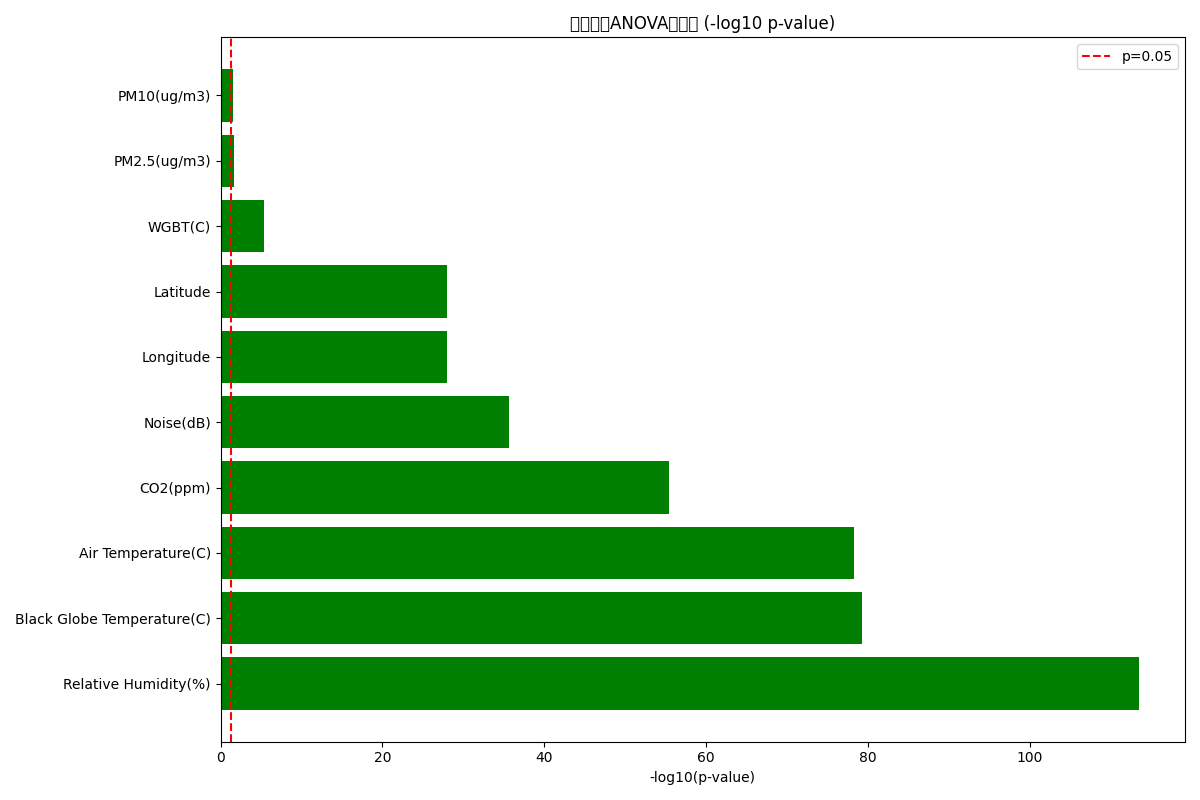 ANOVA (-log10 p-value)
p=0.05
PM10(ug/m3)
PM2.5(ug/m3)
WGBT(C)
Latitude
Longitude
Noise(dB)
CO2(ppm)
Air Temperature(C)
Black Globe Temperature(C)
Relative Humidity(%)
0 20 40 60 80 100
-log10(p-value)